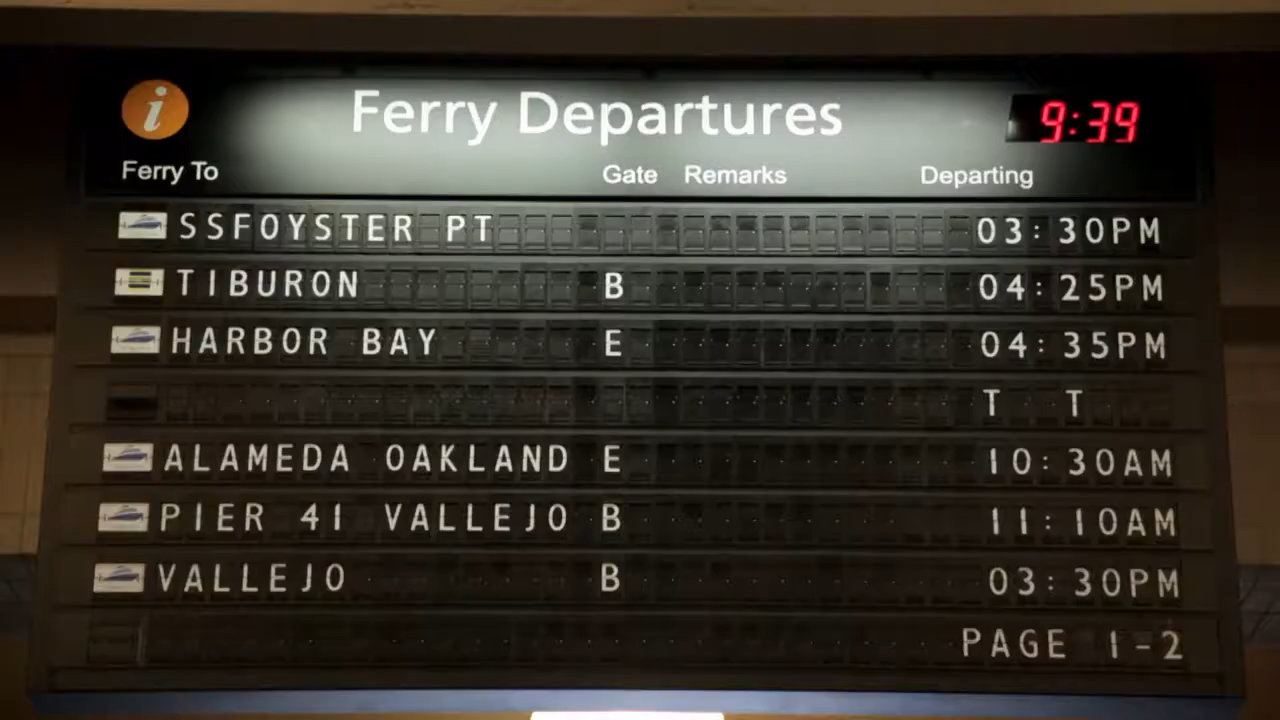 i Ferry Departures 9:39
Ferry To Gate Remarks Departing
SSFOYSTER PT 03:30PM
TIBURON B 04:25PM
HARBOR BAY E 04:35PM
T T
ALAMEDA OAKLAND E 10:30AM
PIER 41 VALLEJO B 11:10AM
VALLEJO B 03:30PM
PAGE 1-2